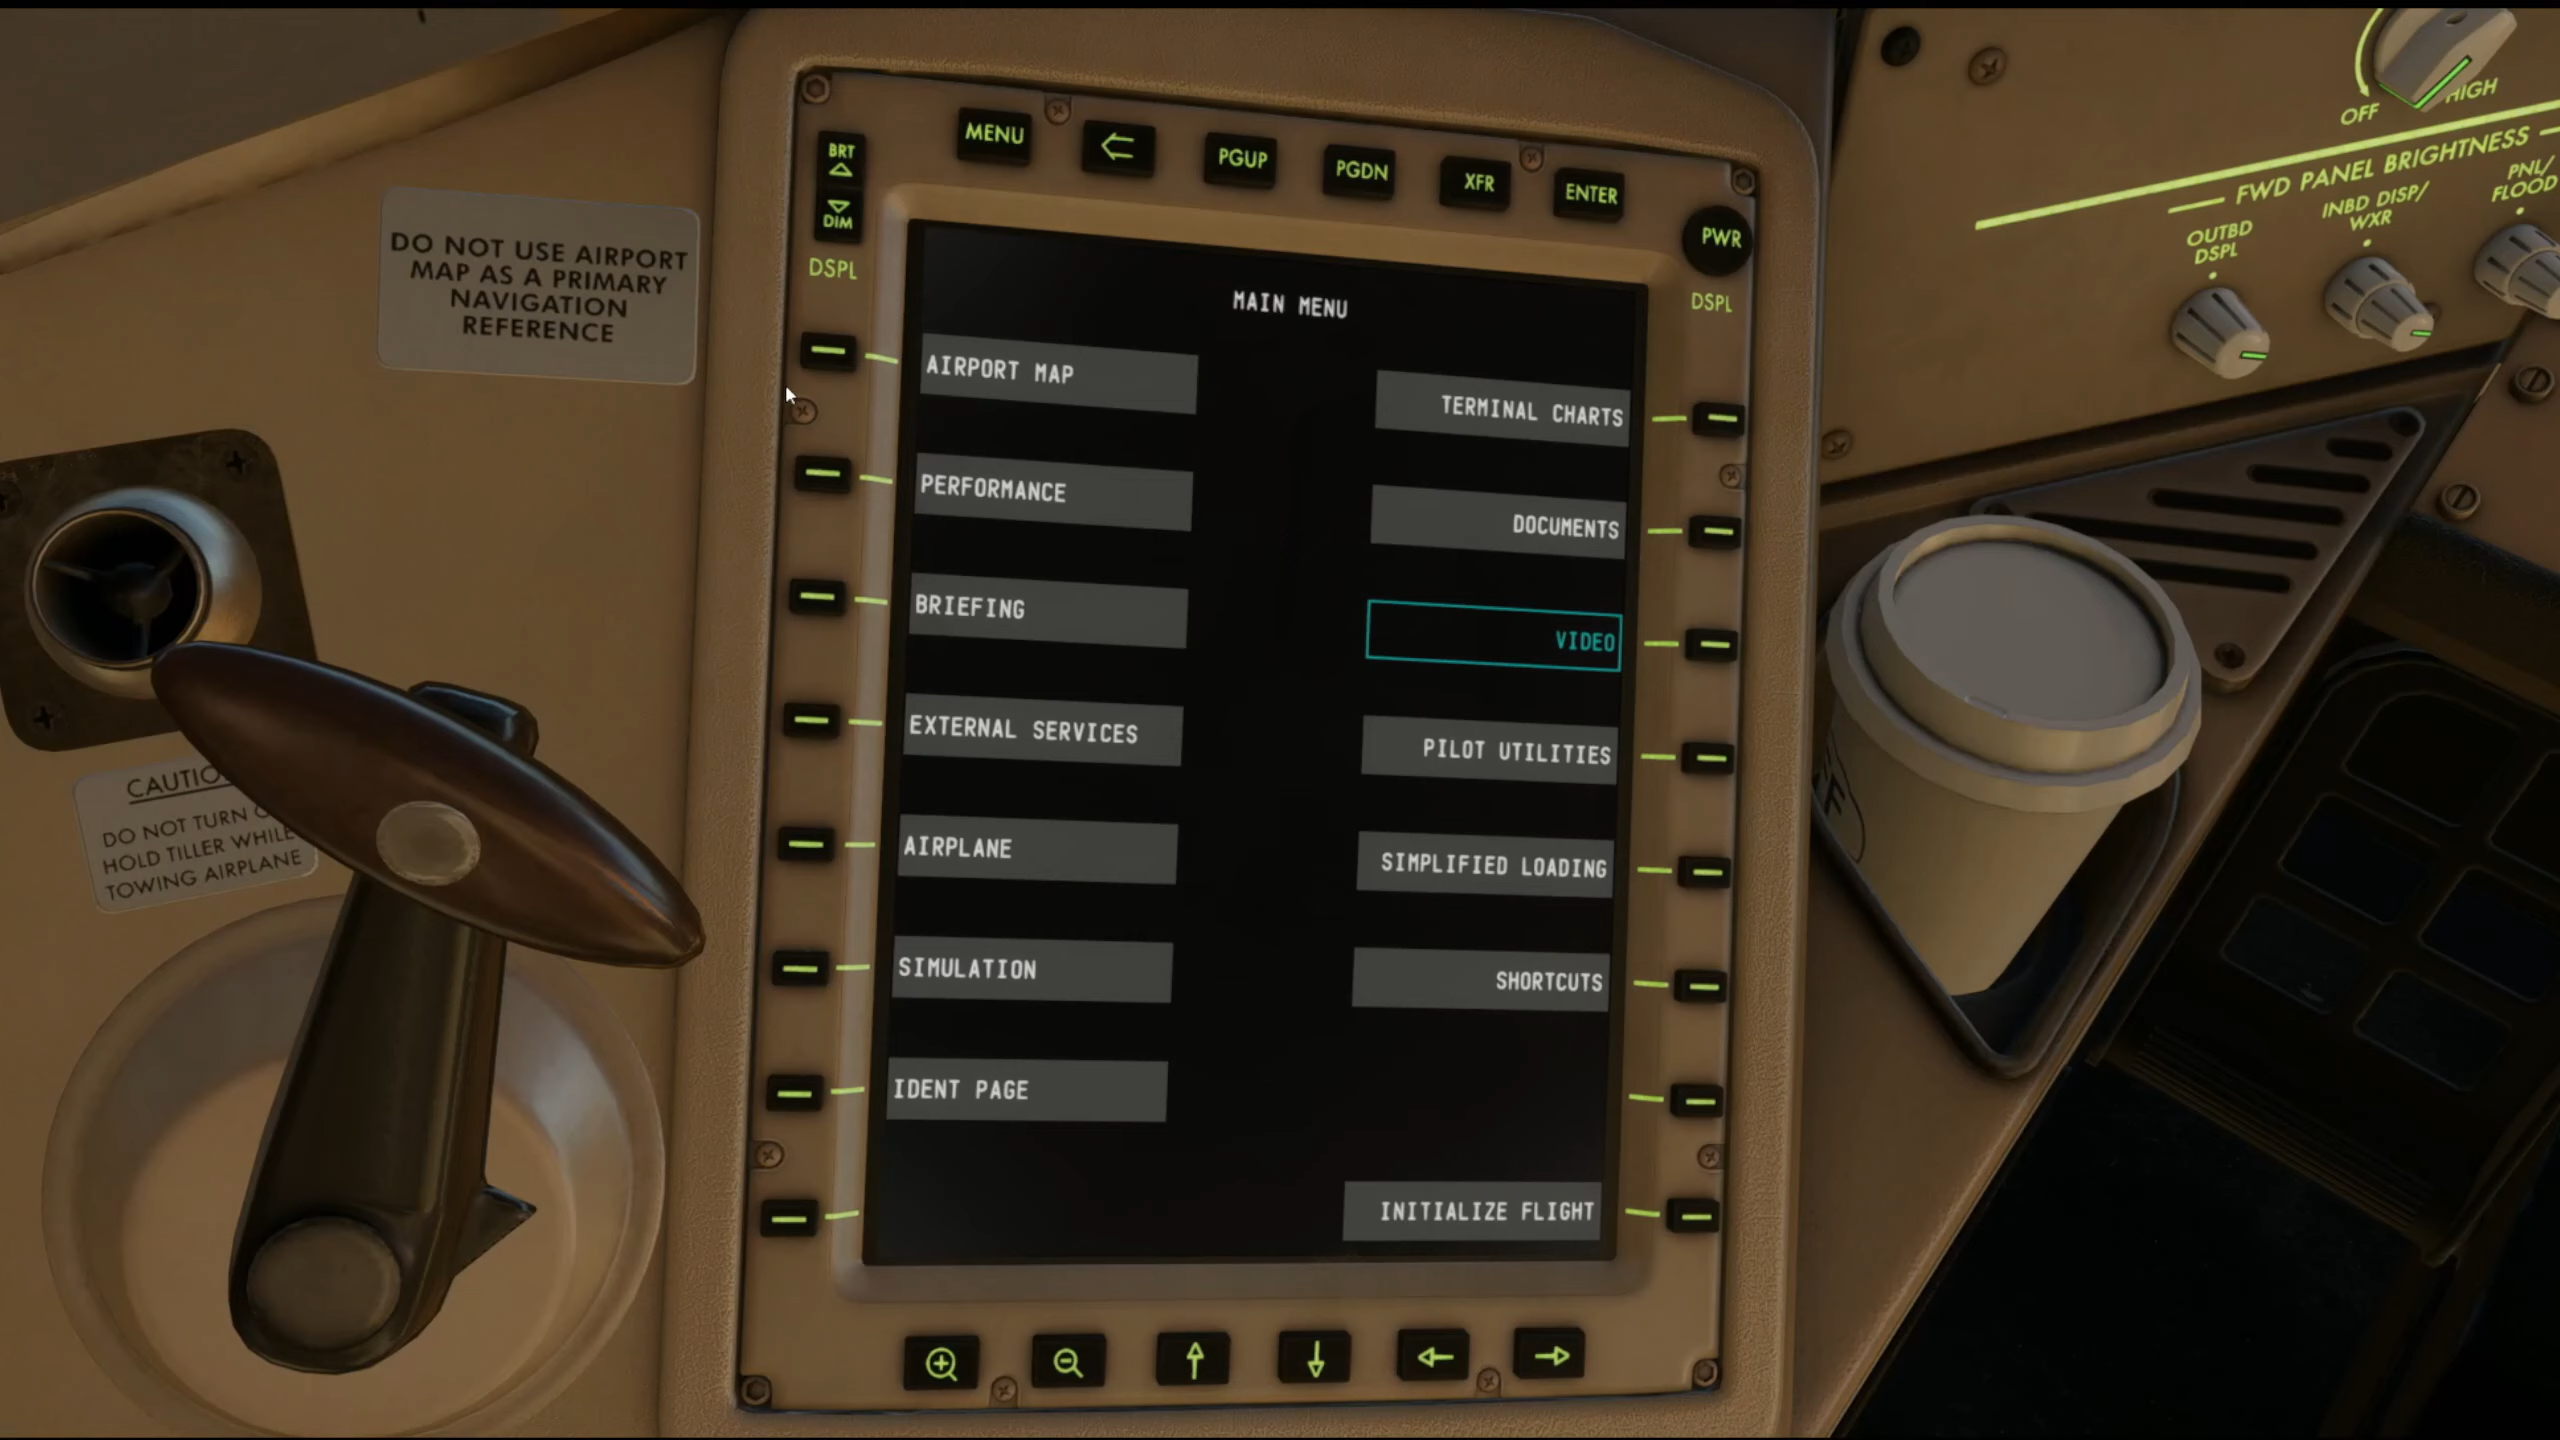 MENU
PGUP
PGDN
XFR
ENTER
BRT
DIM
DSPL
PWR
DSPL
DO NOT USE AIRPORT
MAP AS A PRIMARY
NAVIGATION
REFERENCE
MAIN MENU
AIRPORT MAP
TERMINAL CHARTS
PERFORMANCE
DOCUMENTS
BRIEFING
VIDEO
EXTERNAL SERVICES
PILOT UTILITIES
AIRPLANE
SIMPLIFIED LOADING
SIMULATION
SHORTCUTS
IDENT PAGE
INITIALIZE FLIGHT
OFF
HIGH
FWD PANEL BRIGHTNESS
OUTBD
DSPL
INBD DISP/
WXR
PNL/
FLOOD
DO NOT TURN
HOLD TILLER WHILE
TOWING AIRPLANE